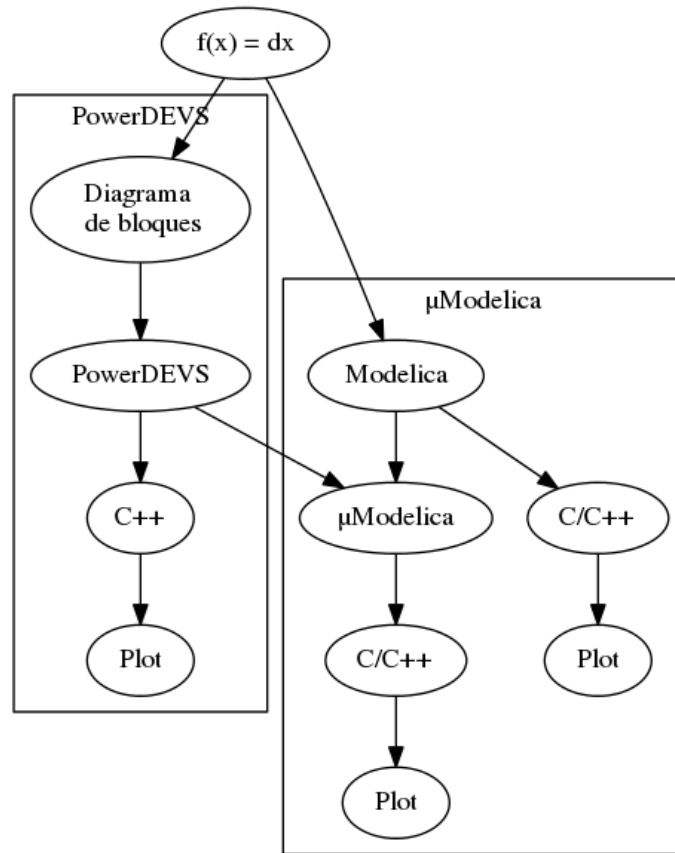 f(x) = dx
PowerDEVS
Diagrama
de bloques
µModelica
PowerDEVS
Modelica
C++
µModelica
C/C++
Plot
C/C++
Plot
Plot